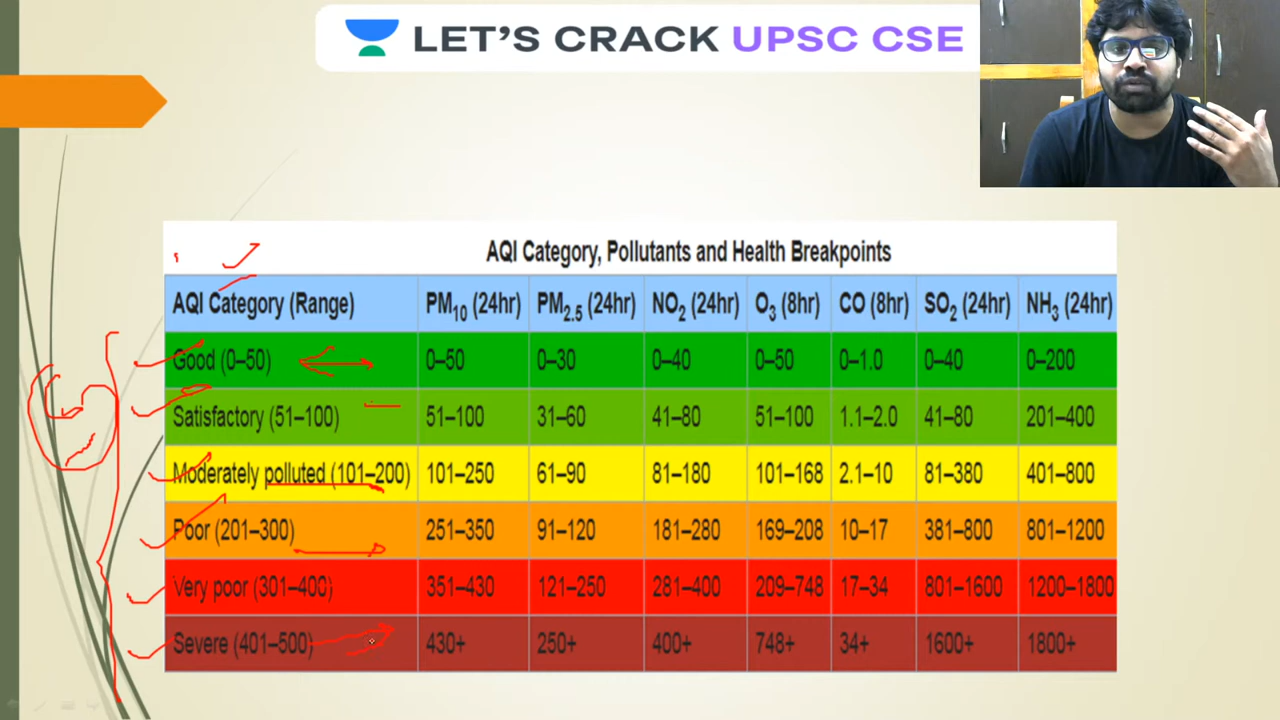 LET'S CRACK UPSC CSE
AQI Category, Pollutants and Health Breakpoints
AQI Category (Range) PM10 (24hr) PM2.5 (24hr) NO2 (24hr) O3 (8hr) CO (8hr) SO2 (24hr) NH3 (24hr)
Good (0–50) 0–50 0–30 0–40 0–50 0–1.0 0–40 0–200
Satisfactory (51–100) 51–100 31–60 41–80 51–100 1.1–2.0 41–80 201–400
Moderately polluted (101–200) 101–250 61–90 81–180 101–168 2.1–10 81–380 401–800
Poor (201–300) 251–350 91–120 181–280 169–208 10–17 381–800 801–1200
Very poor (301–400) 351–430 121–250 281–400 209–748 17–34 801–1600 1200–1800
Severe (401–500) 430+ 250+ 400+ 748+ 34+ 1600+ 1800+